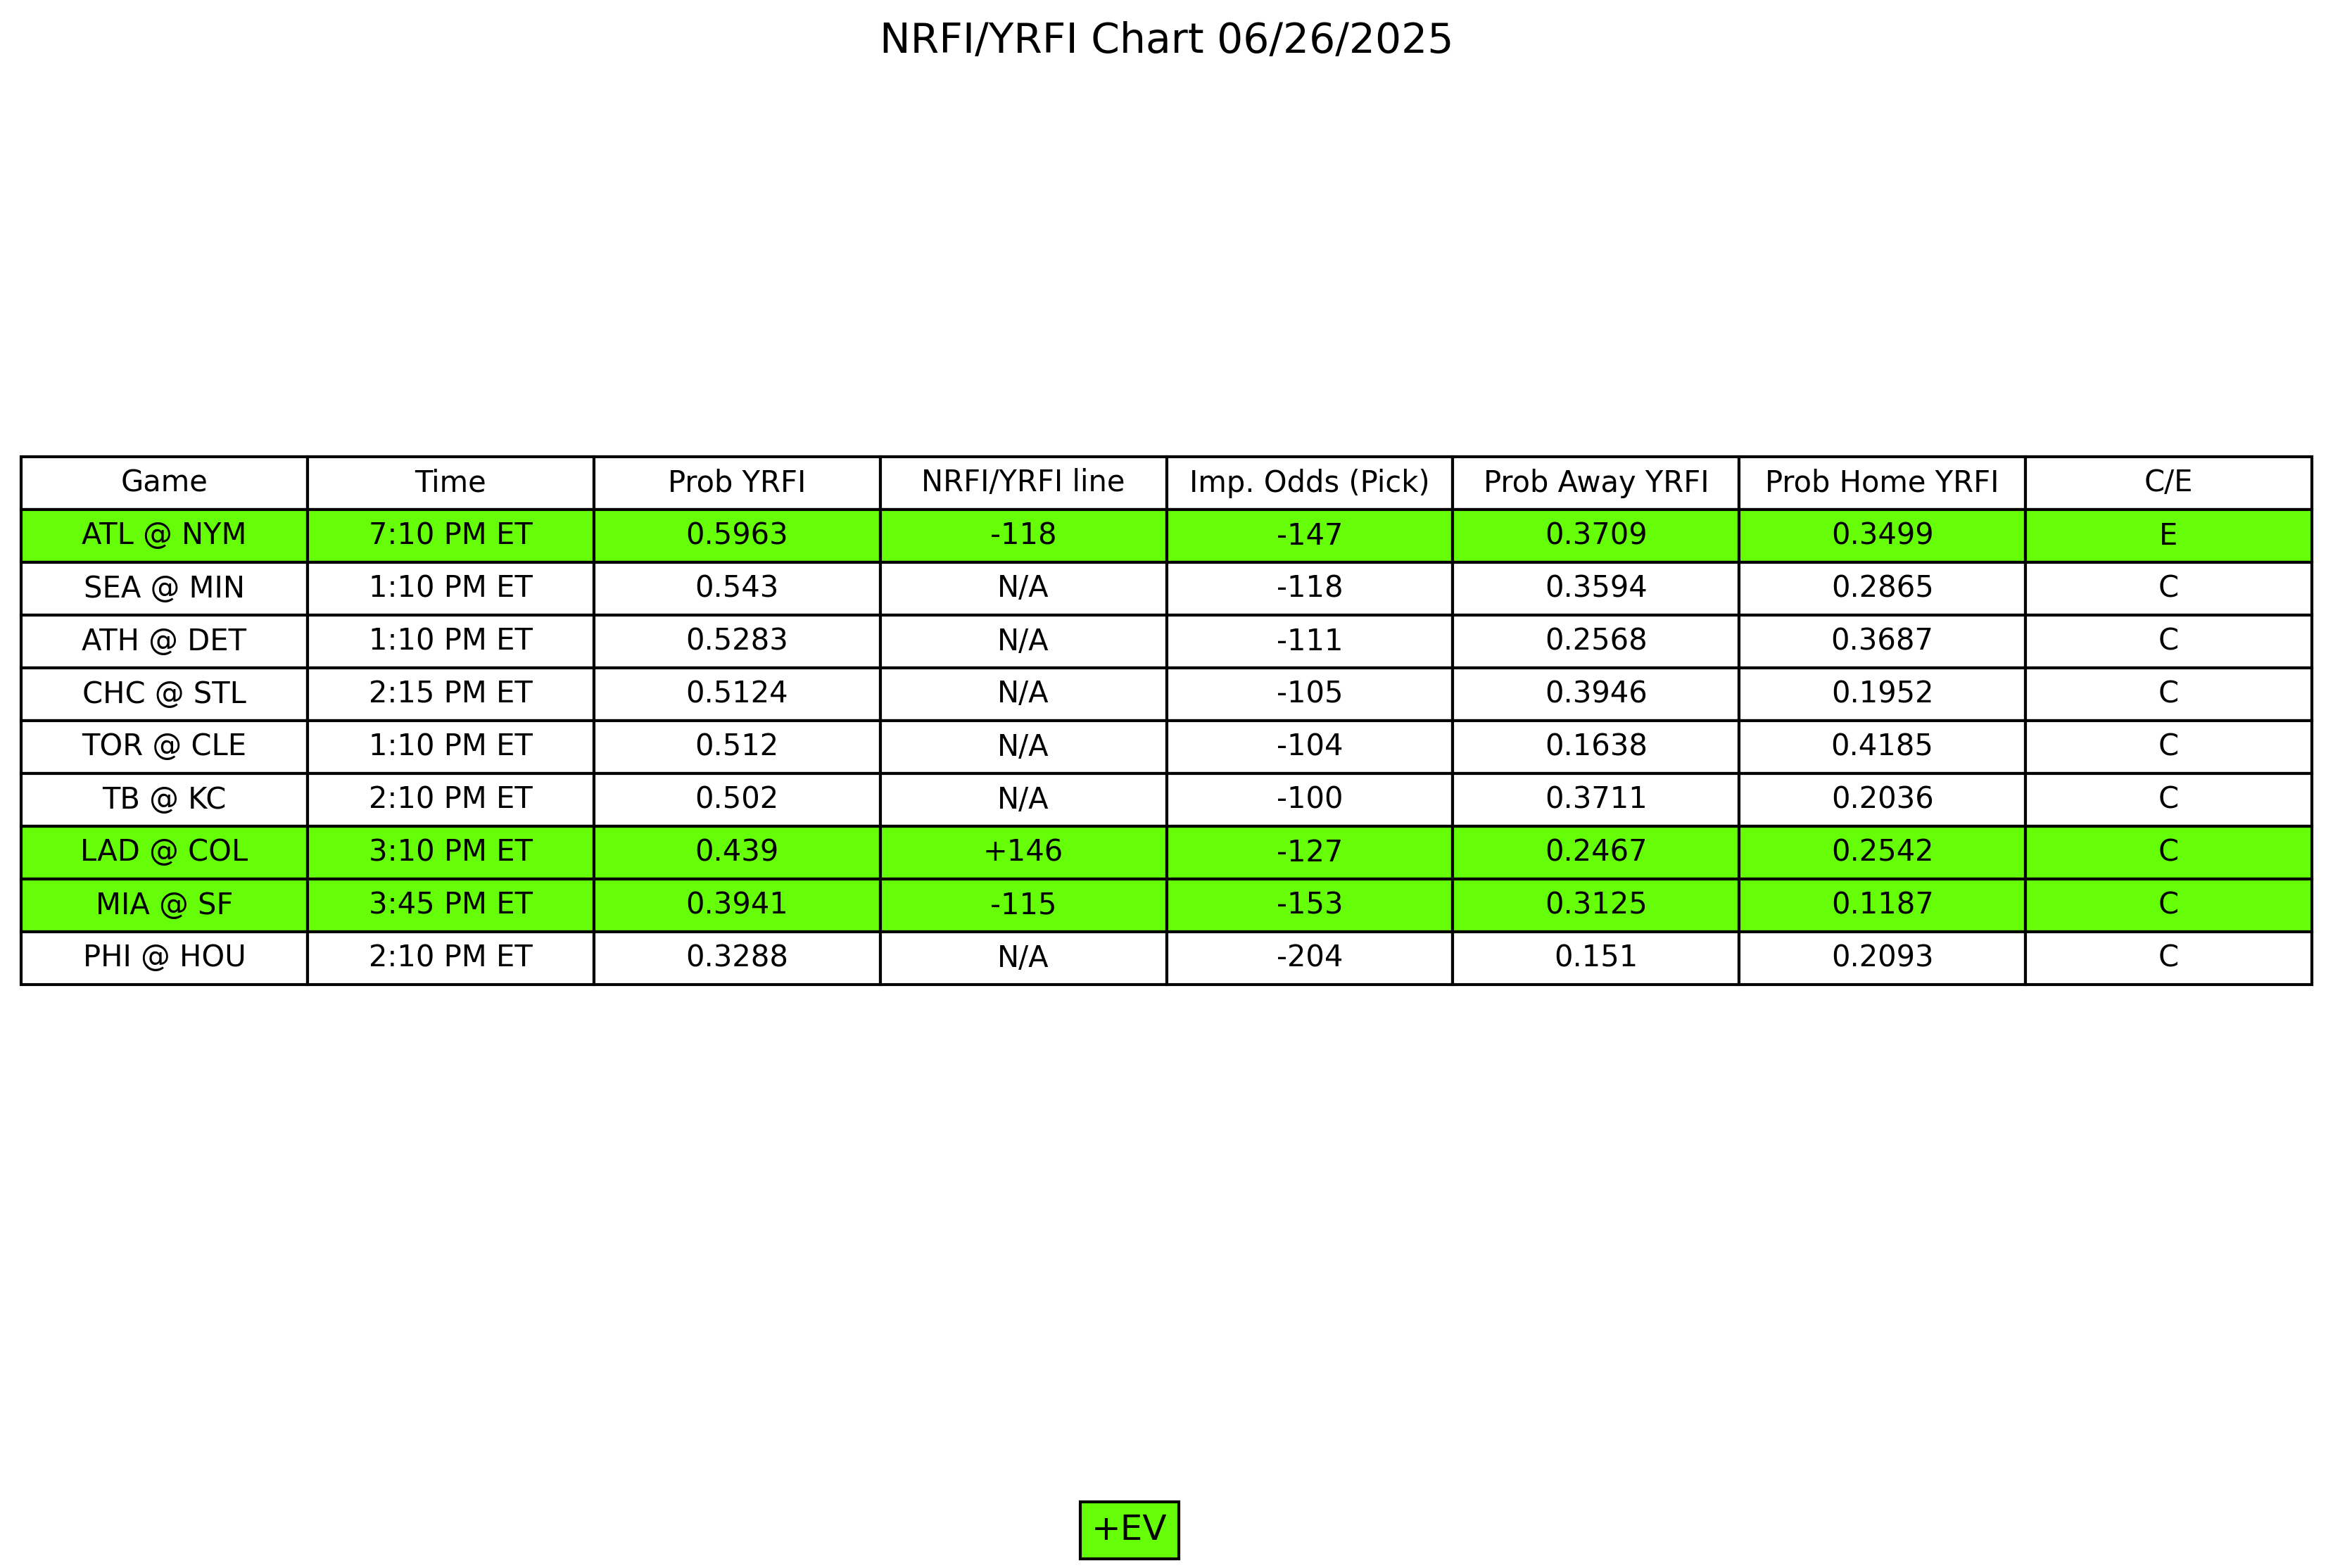 NRFI/YRFI Chart 06/26/2025
Game Time Prob YRFI NRFI/YRFI line Imp. Odds (Pick) Prob Away YRFI Prob Home YRFI C/E
ATL @ NYM 7:10 PM ET 0.5963 -118 -147 0.3709 0.3499 E
SEA @ MIN 1:10 PM ET 0.543 N/A -118 0.3594 0.2865 C
ATH @ DET 1:10 PM ET 0.5283 N/A -111 0.2568 0.3687 C
CHC @ STL 2:15 PM ET 0.5124 N/A -105 0.3946 0.1952 C
TOR @ CLE 1:10 PM ET 0.512 N/A -104 0.1638 0.4185 C
TB @ KC 2:10 PM ET 0.502 N/A -100 0.3711 0.2036 C
LAD @ COL 3:10 PM ET 0.439 +146 -127 0.2467 0.2542 C
MIA @ SF 3:45 PM ET 0.3941 -115 -153 0.3125 0.1187 C
PHI @ HOU 2:10 PM ET 0.3288 N/A -204 0.151 0.2093 C
+EV